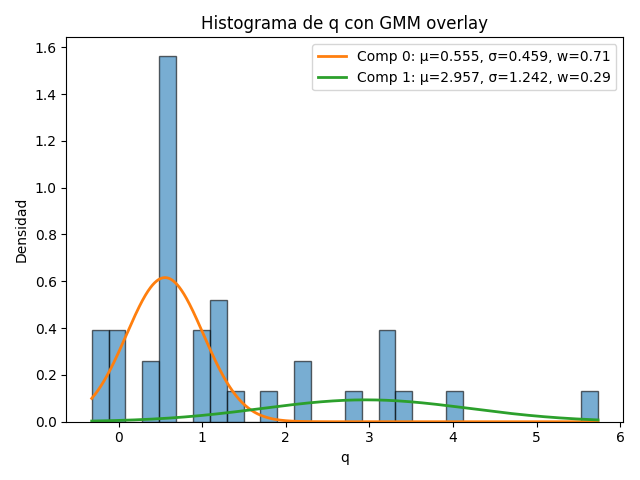 Histograma de q con GMM overlay
Comp 0: μ=0.555, σ=0.459, w=0.71
Comp 1: μ=2.957, σ=1.242, w=0.29
Densidad
1.6
1.4
1.2
1.0
0.8
0.6
0.4
0.2
0.0
0 1 2 3 4 5 6
q